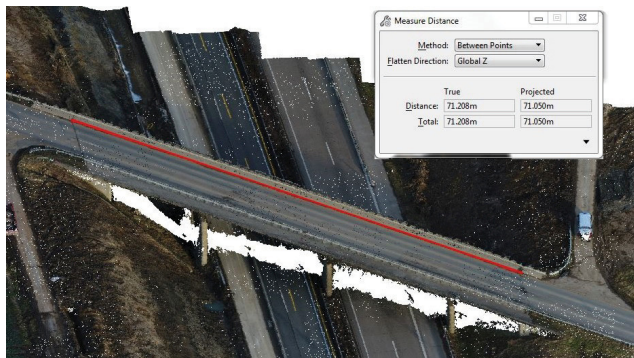 Measure Distance
Method: Between Points
Flatten Direction: Global Z
True Projected
Distance: 71.208m 71.050m
Total: 71.208m 71.050m